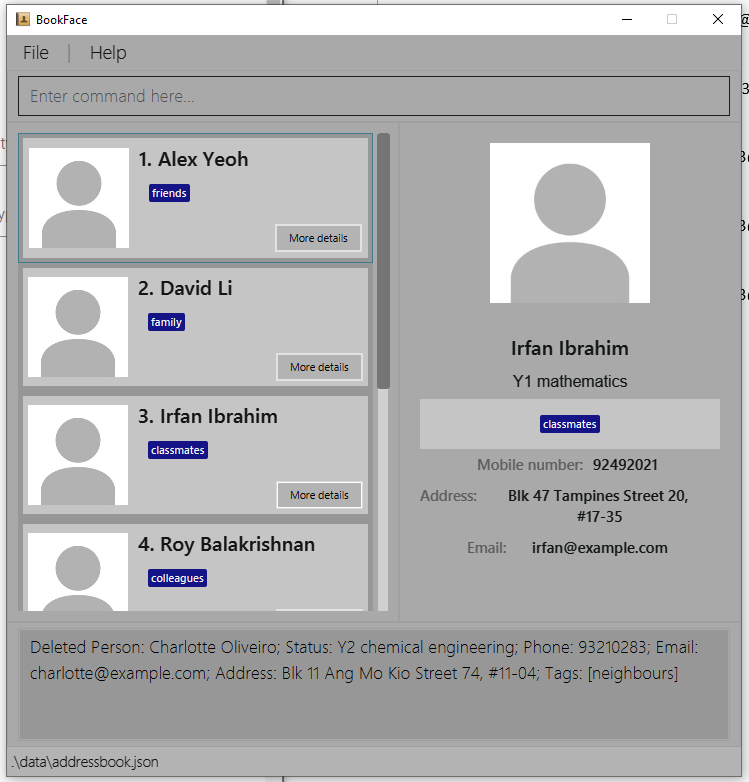 BookFace
File | Help
Enter command here...
1. Alex Yeoh
friends
More details
2. David Li
family
More details
3. Irfan Ibrahim
classmates
More details
4. Roy Balakrishnan
colleagues
Irfan Ibrahim
Y1 mathematics
classmates
Mobile number: 92492021
Address: Blk 47 Tampines Street 20,
#17-35
Email: irfan@example.com
Deleted Person: Charlotte Oliveiro; Status: Y2 chemical engineering; Phone: 93210283; Email:
charlotte@example.com; Address: Blk 11 Ang Mo Kio Street 74, #11-04; Tags: [neighbours]
.\data\addressbook.json